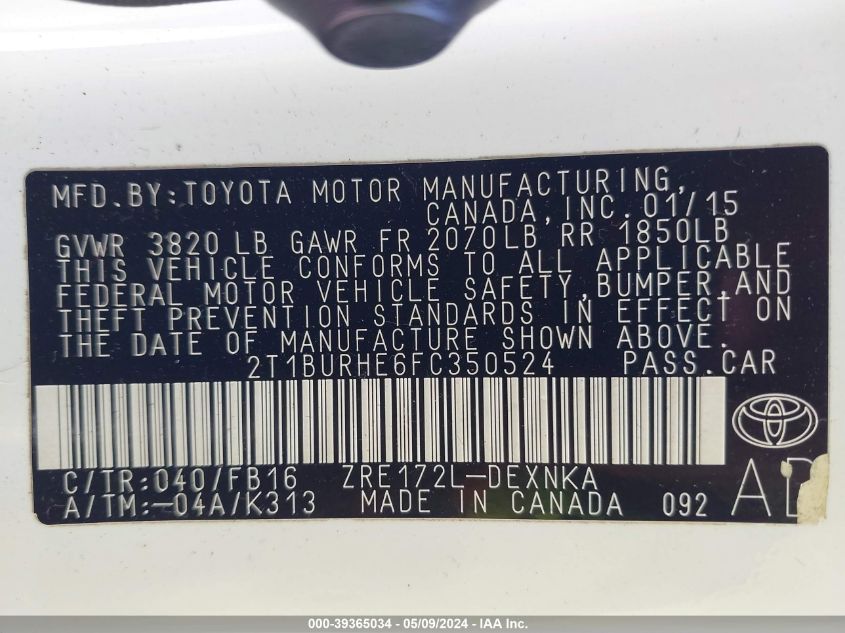 MFD.BY:TOYOTA MOTOR MANUFACTURING,
CANADA,INC.01/15
GVWR 3820 LB GAWR FR 2070LB RR 1850LB
THIS VEHICLE CONFORMS TO ALL APPLICABLE
FEDERAL MOTOR VEHICLE SAFETY,BUMPER,AND
THEFT PREVENTION STANDARDS IN EFFECT ON
THE DATE OF MANUFACTURE SHOWN ABOVE.
2T1BURHE6FC350524 PASS.CAR
C/TR:040/FB16 ZRE172L-DEXNKA
A/TM:-04A/K313 MADE IN CANADA 092
000-39365034 - 05/09/2024 - IAA Inc.